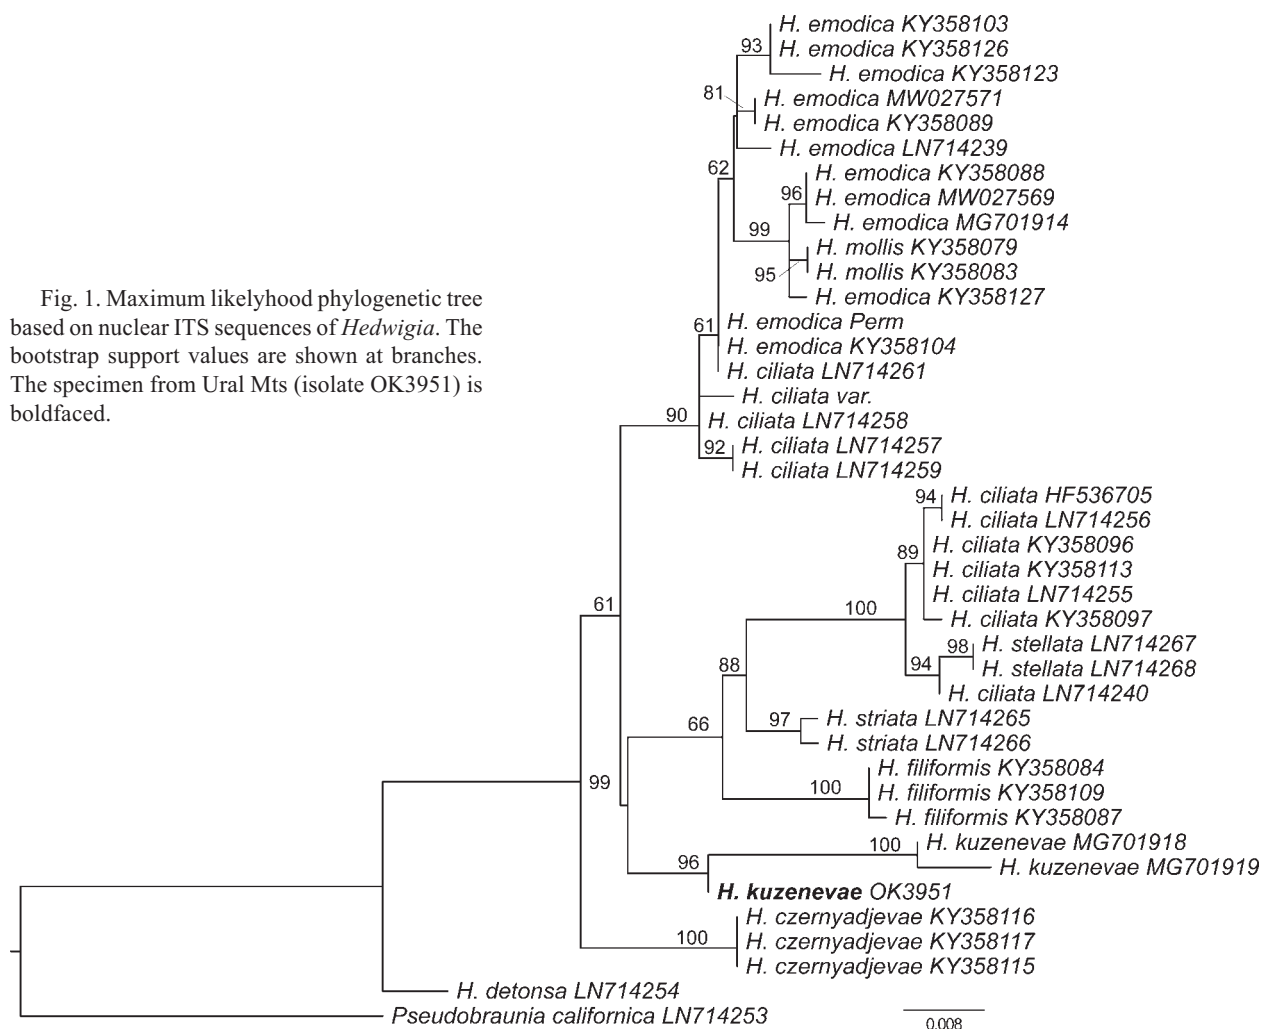 93
H. emodica KY358103
H. emodica KY358126
H. emodica KY358123
81
H. emodica MW027571
H. emodica KY358089
H. emodica LN714239
62
H. emodica KY358088
96
H. emodica MW027569
H. emodica MG701914
99
H. mollis KY358079
95
H. mollis KY358083
H. emodica KY358127
Fig. 1. Maximum likelyhood phylogenetic tree
based on nuclear ITS sequences of Hedwigia. The
bootstrap support values are shown at branches.
The specimen from Ural Mts (isolate OK3951) is
boldfaced.
61
H. emodica Perm
H. emodica KY358104
H. ciliata LN714261
H. ciliata var.
90
H. ciliata LN714258
92
H. ciliata LN714257
H. ciliata LN714259
94
H. ciliata HF536705
H. ciliata LN714256
89
H. ciliata KY358096
H. ciliata KY358113
H. ciliata LN714255
61
100
H. ciliata KY358097
98
H. stellata LN714267
88
94
H. stellata LN714268
H. ciliata LN714240
66
97
H. striata LN714265
H. striata LN714266
99
100
H. filiformis KY358084
H. filiformis KY358109
H. filiformis KY358087
100
H. kuzenevae MG701918
96
H. kuzenevae MG701919
H. kuzenevae OK3951
100
H. czernyadjevae KY358116
H. czernyadjevae KY358117
H. czernyadjevae KY358115
H. detonsa LN714254
Pseudobraunia californica LN714253
0.008